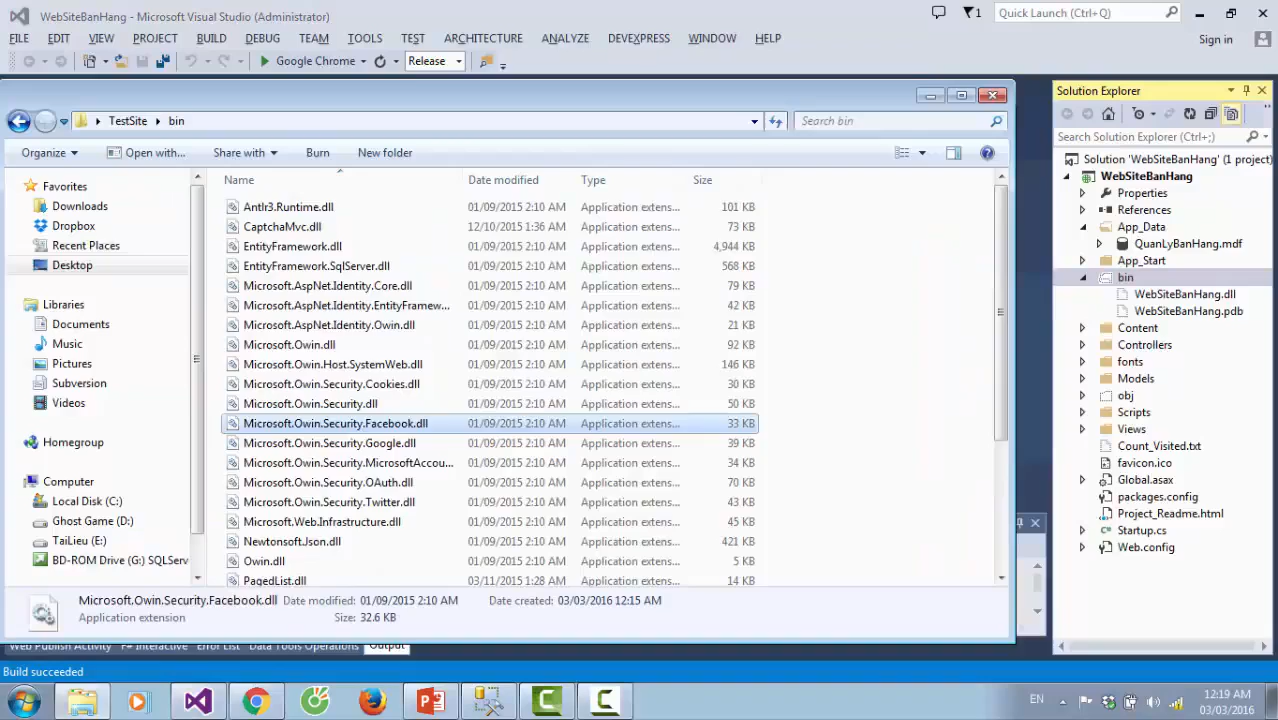 WebSiteBanHang - Microsoft Visual Studio (Administrator)
1
Quick Launch (Ctrl+Q)
FILE EDIT VIEW PROJECT BUILD DEBUG TEAM TOOLS TEST ARCHITECTURE ANALYZE DEVEXPRESS WINDOW HELP
Sign in
Google Chrome Release
TestSite bin
Search bin
Organize Open with... Share with Burn New folder
Favorites
Downloads
Dropbox
Recent Places
Desktop
Libraries
Documents
Music
Pictures
Subversion
Videos
Homegroup
Computer
Local Disk (C:)
Ghost Game (D:)
TaiLieu (E:)
BD-ROM Drive (G:) SQLServ
Name Date modified Type Size
Antlr3.Runtime.dll 01/09/2015 2:10 AM Application extens... 101 KB
CaptchaMvc.dll 12/10/2015 1:36 AM Application extens... 73 KB
EntityFramework.dll 01/09/2015 2:10 AM Application extens... 4,944 KB
EntityFramework.SqlServer.dll 01/09/2015 2:10 AM Application extens... 568 KB
Microsoft.AspNet.Identity.Core.dll 01/09/2015 2:10 AM Application extens... 79 KB
Microsoft.AspNet.Identity.EntityFramew... 01/09/2015 2:10 AM Application extens... 42 KB
Microsoft.AspNet.Identity.Owin.dll 01/09/2015 2:10 AM Application extens... 21 KB
Microsoft.Owin.dll 01/09/2015 2:10 AM Application extens... 92 KB
Microsoft.Owin.Host.SystemWeb.dll 01/09/2015 2:10 AM Application extens... 146 KB
Microsoft.Owin.Security.Cookies.dll 01/09/2015 2:10 AM Application extens... 30 KB
Microsoft.Owin.Security.dll 01/09/2015 2:10 AM Application extens... 50 KB
Microsoft.Owin.Security.Facebook.dll 01/09/2015 2:10 AM Application extens... 33 KB
Microsoft.Owin.Security.Google.dll 01/09/2015 2:10 AM Application extens... 39 KB
Microsoft.Owin.Security.MicrosoftAccou... 01/09/2015 2:10 AM Application extens... 34 KB
Microsoft.Owin.Security.OAuth.dll 01/09/2015 2:10 AM Application extens... 70 KB
Microsoft.Owin.Security.Twitter.dll 01/09/2015 2:10 AM Application extens... 43 KB
Microsoft.Web.Infrastructure.dll 01/09/2015 2:10 AM Application extens... 45 KB
Newtonsoft.Json.dll 01/09/2015 2:10 AM Application extens... 421 KB
Owin.dll 01/09/2015 2:10 AM Application extens... 5 KB
PagedList.dll 03/11/2015 1:28 AM Application extens... 14 KB
Microsoft.Owin.Security.Facebook.dll Date modified: 01/09/2015 2:10 AM Date created: 03/03/2016 12:15 AM
Application extension Size: 32.6 KB
Solution Explorer
Search Solution Explorer (Ctrl+;)
Solution 'WebSiteBanHang' (1 project)
WebSiteBanHang
Properties
References
App_Data
QuanLyBanHang.mdf
App_Start
bin
WebSiteBanHang.dll
WebSiteBanHang.pdb
Content
Controllers
fonts
Models
obj
Scripts
Views
Count_Visited.txt
favicon.ico
Global.asax
packages.config
Project_Readme.html
Startup.cs
Web.config
Web Publish Activity F# Interactive Error List Data Tools Operations Output
Build succeeded
EN
12:19 AM
03/03/2016